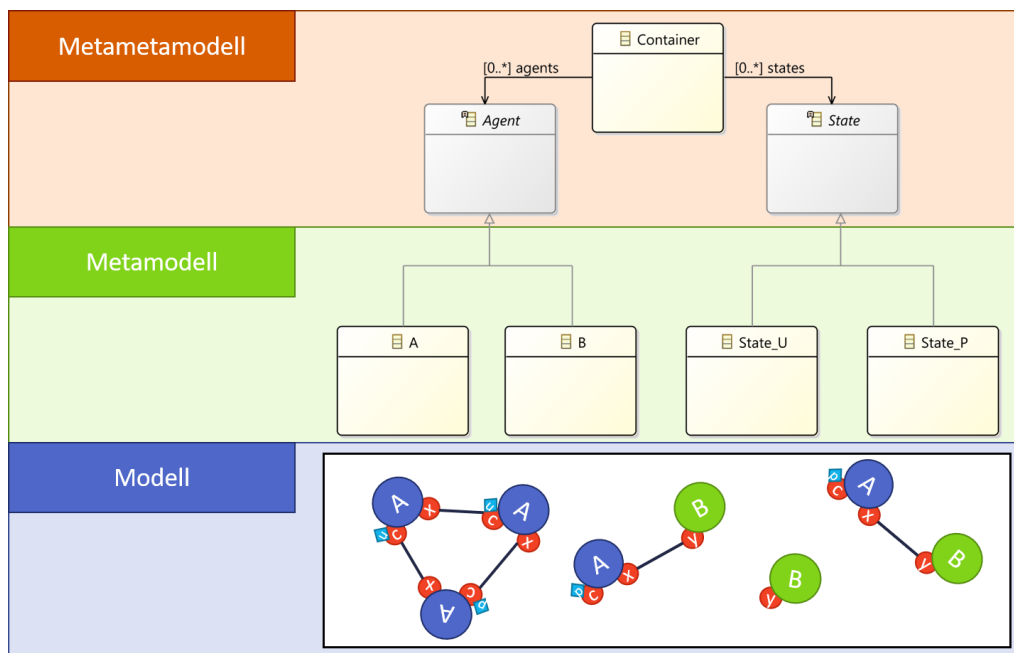 Metametamodell
Container
[0..*] agents
[0..*] states
Agent
State
Metamodell
A
B
State_U
State_P
Modell
A
x
c
u
A
x
c
u
A
x
c
p
A
x
c
p
B
y
B
y
A
x
c
p
B
y